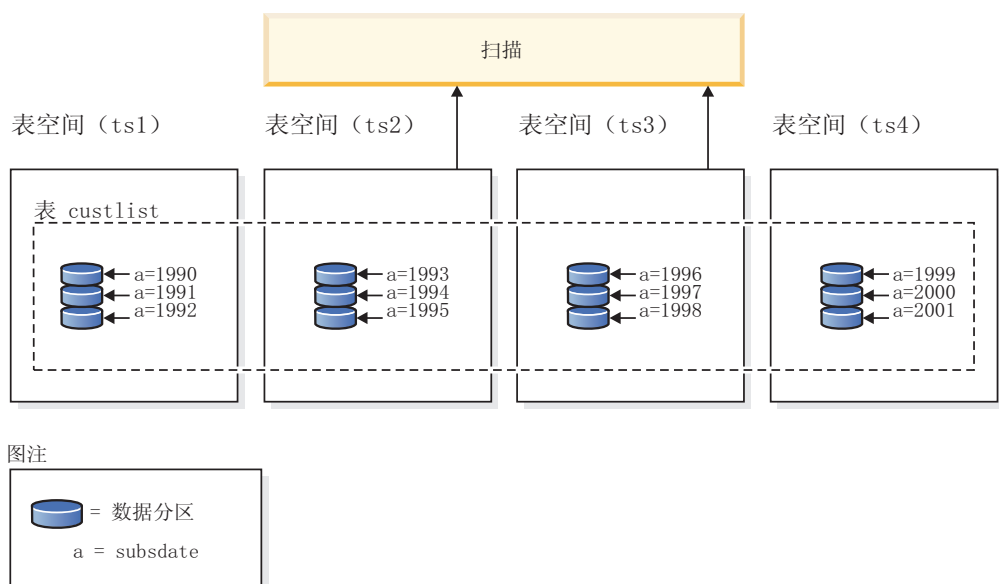 扫描
表空间（ts1）
表空间（ts2）
表空间（ts3）
表空间（ts4）
表 custlist
a=1990
a=1991
a=1992
a=1993
a=1994
a=1995
a=1996
a=1997
a=1998
a=1999
a=2000
a=2001
图注
= 数据分区
a = subsdate